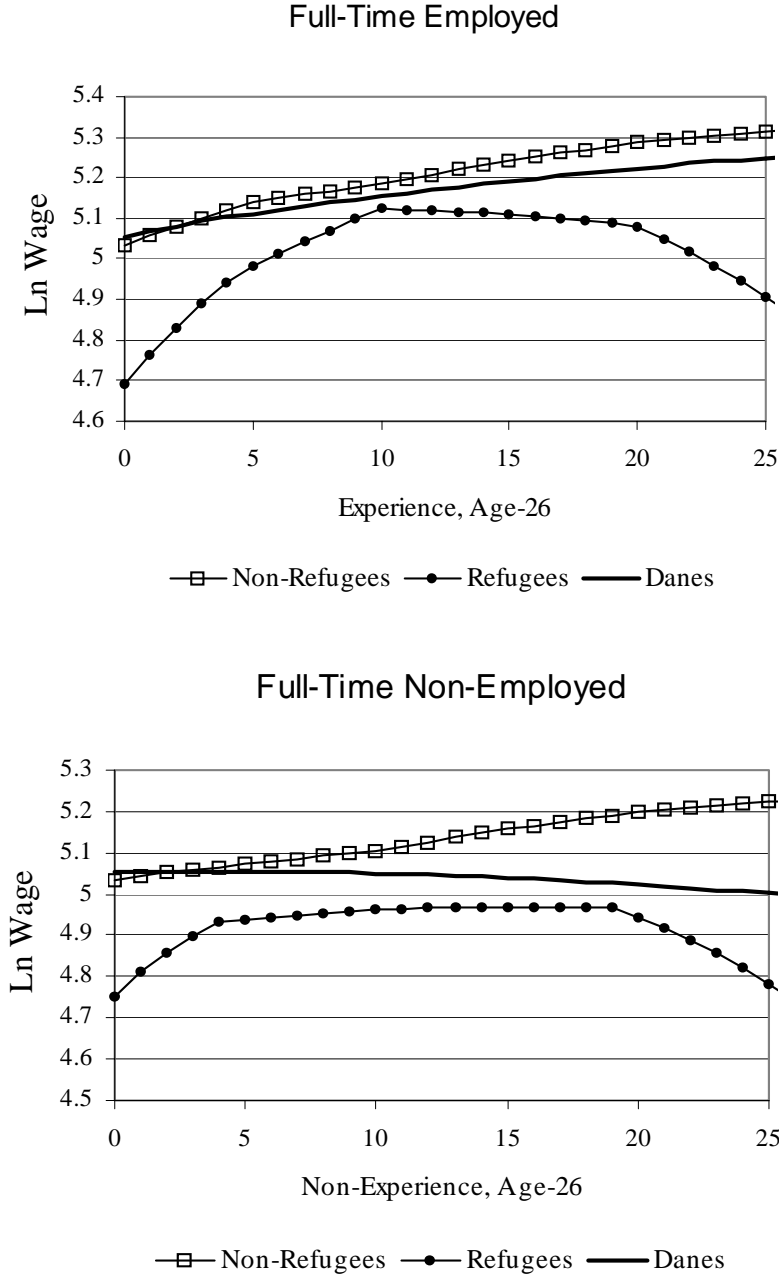 Full-Time Employed
5.4
5.3
5.2
5.1
5
4.9
4.8
4.7
4.6
Ln Wage
0 5 10 15 20 25
Experience, Age-26
Non-Refugees Refugees Danes
Full-Time Non-Employed
5.3
5.2
5.1
5
4.9
4.8
4.7
4.6
4.5
Ln Wage
0 5 10 15 20 25
Non-Experience, Age-26
Non-Refugees Refugees Danes